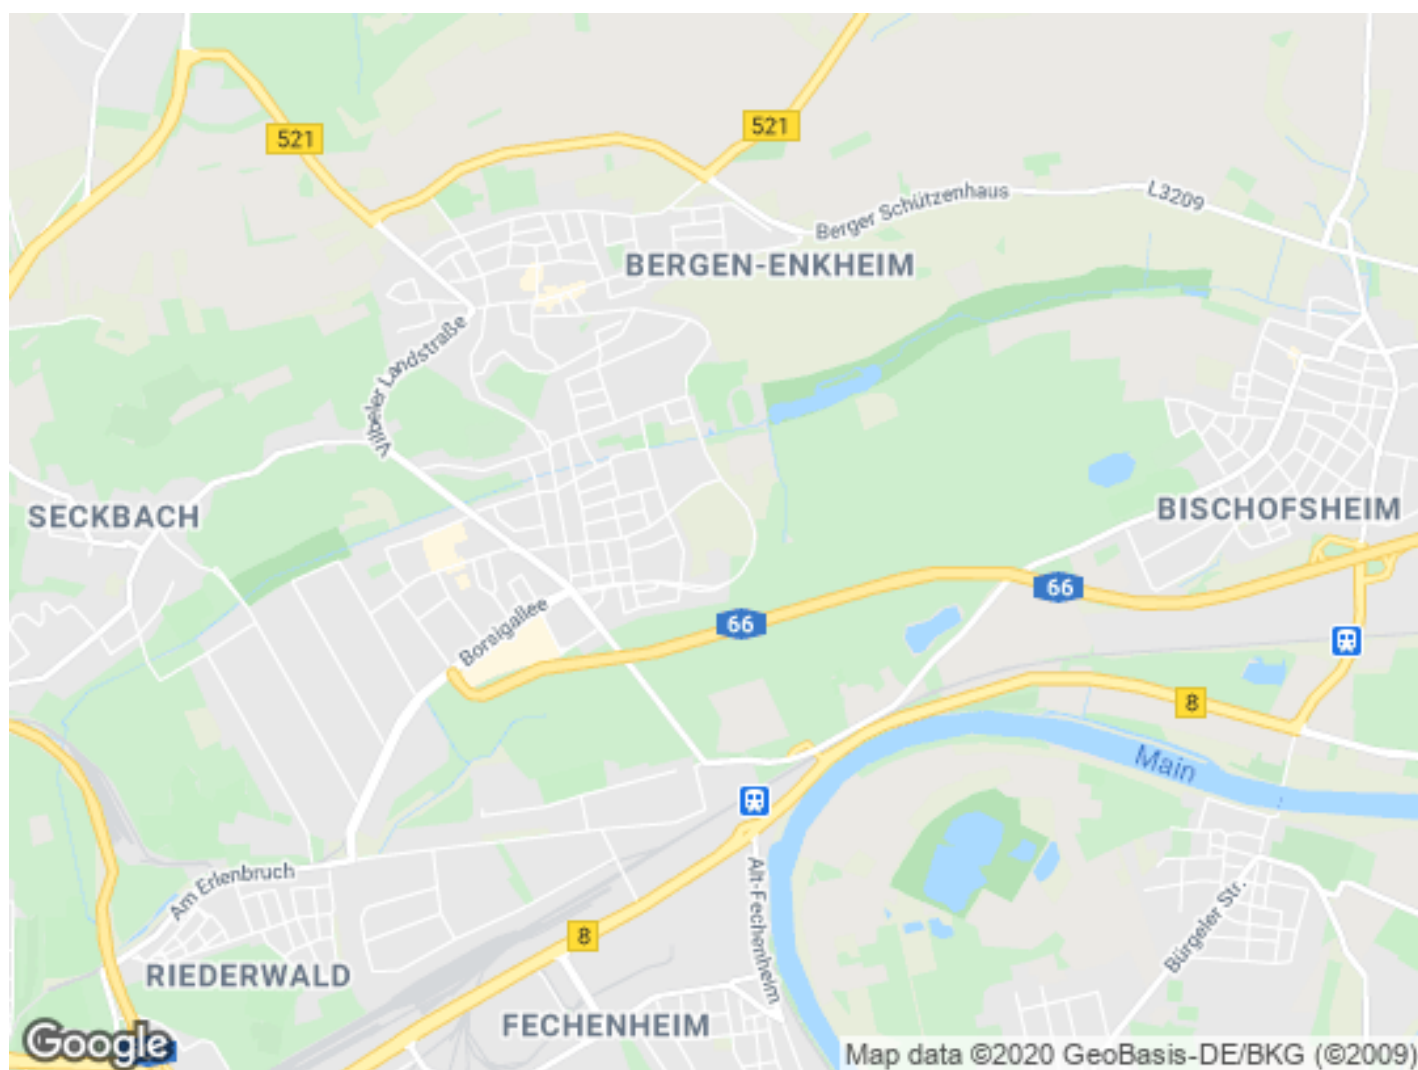 521
521
Berger Schützenhaus
L3209
BERGEN-ENKHEIM
Vilbeler Landstraße
SECKBACH
BISCHOFSHEIM
66
66
Borsigallee
8
Main
Am Erlenbruch
Alt-Fechenheim
Bürgeler Str.
8
RIEDERWALD
FECHENHEIM
Google
Map data ©2020 GeoBasis-DE/BKG (©2009)